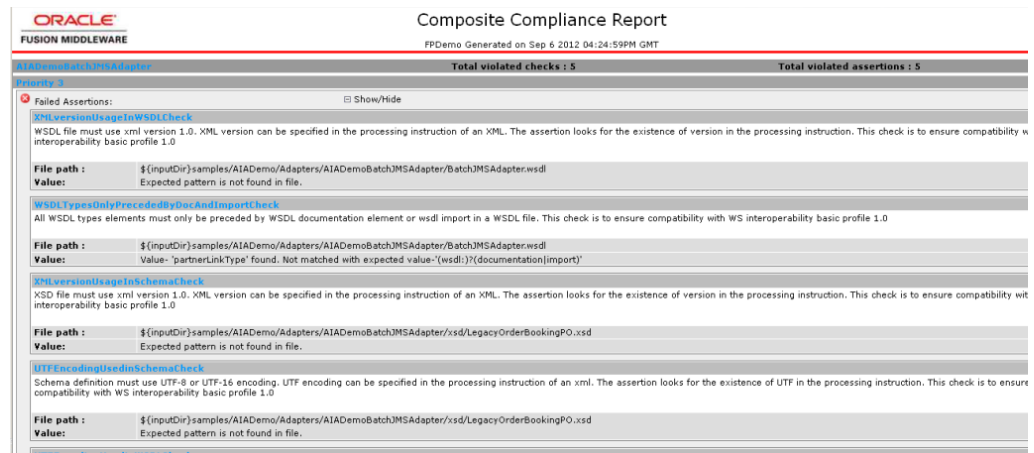 ORACLE
FUSION MIDDLEWARE
Composite Compliance Report
FPDemo Generated on Sep 6 2012 04:24:59PM GMT
AIADemoBatchJMSAdapter Total violated checks : 5 Total violated assertions : 5
Priority 3
Failed Assertions: Show/Hide
XMLversionUsageInWSDLCheck
WSDL file must use xml version 1.0. XML version can be specified in the processing instruction of an XML. The assertion looks for the existence of version in the processing instruction. This check is to ensure compatibility w
interoperability basic profile 1.0
File path : ${inputDir}samples/AIADemo/Adapters/AIADemoBatchJMSAdapter/BatchJMSAdapter.wsdl
Value: Expected pattern is not found in file.
WSDLTypesOnlyPrecededByDocAndImportCheck
All WSDL types elements must only be preceded by WSDL documentation element or wsdl import in a WSDL file. This check is to ensure compatibility with WS interoperability basic profile 1.0
File path : ${inputDir}samples/AIADemo/Adapters/AIADemoBatchJMSAdapter/BatchJMSAdapter.wsdl
Value: Value- 'partnerLinkType' found. Not matched with expected value-'(wsdl:)?(documentation|import)'
XMLversionUsageInSchemaCheck
XSD file must use xml version 1.0. XML version can be specified in the processing instruction of an XML. The assertion looks for the existence of version in the processing instruction. This check is to ensure compatibility wit
interoperability basic profile 1.0
File path : ${inputDir}samples/AIADemo/Adapters/AIADemoBatchJMSAdapter/xsd/LegacyOrderBookingPO.xsd
Value: Expected pattern is not found in file.
UTFEncodingUsedinSchemaCheck
Schema definition must use UTF-8 or UTF-16 encoding. UTF encoding can be specified in the processing instruction of an xml. The assertion looks for the existence of UTF in the processing instruction. This check is to ensure
compatibility with WS interoperability basic profile 1.0
File path : ${inputDir}samples/AIADemo/Adapters/AIADemoBatchJMSAdapter/xsd/LegacyOrderBookingPO.xsd
Value: Expected pattern is not found in file.